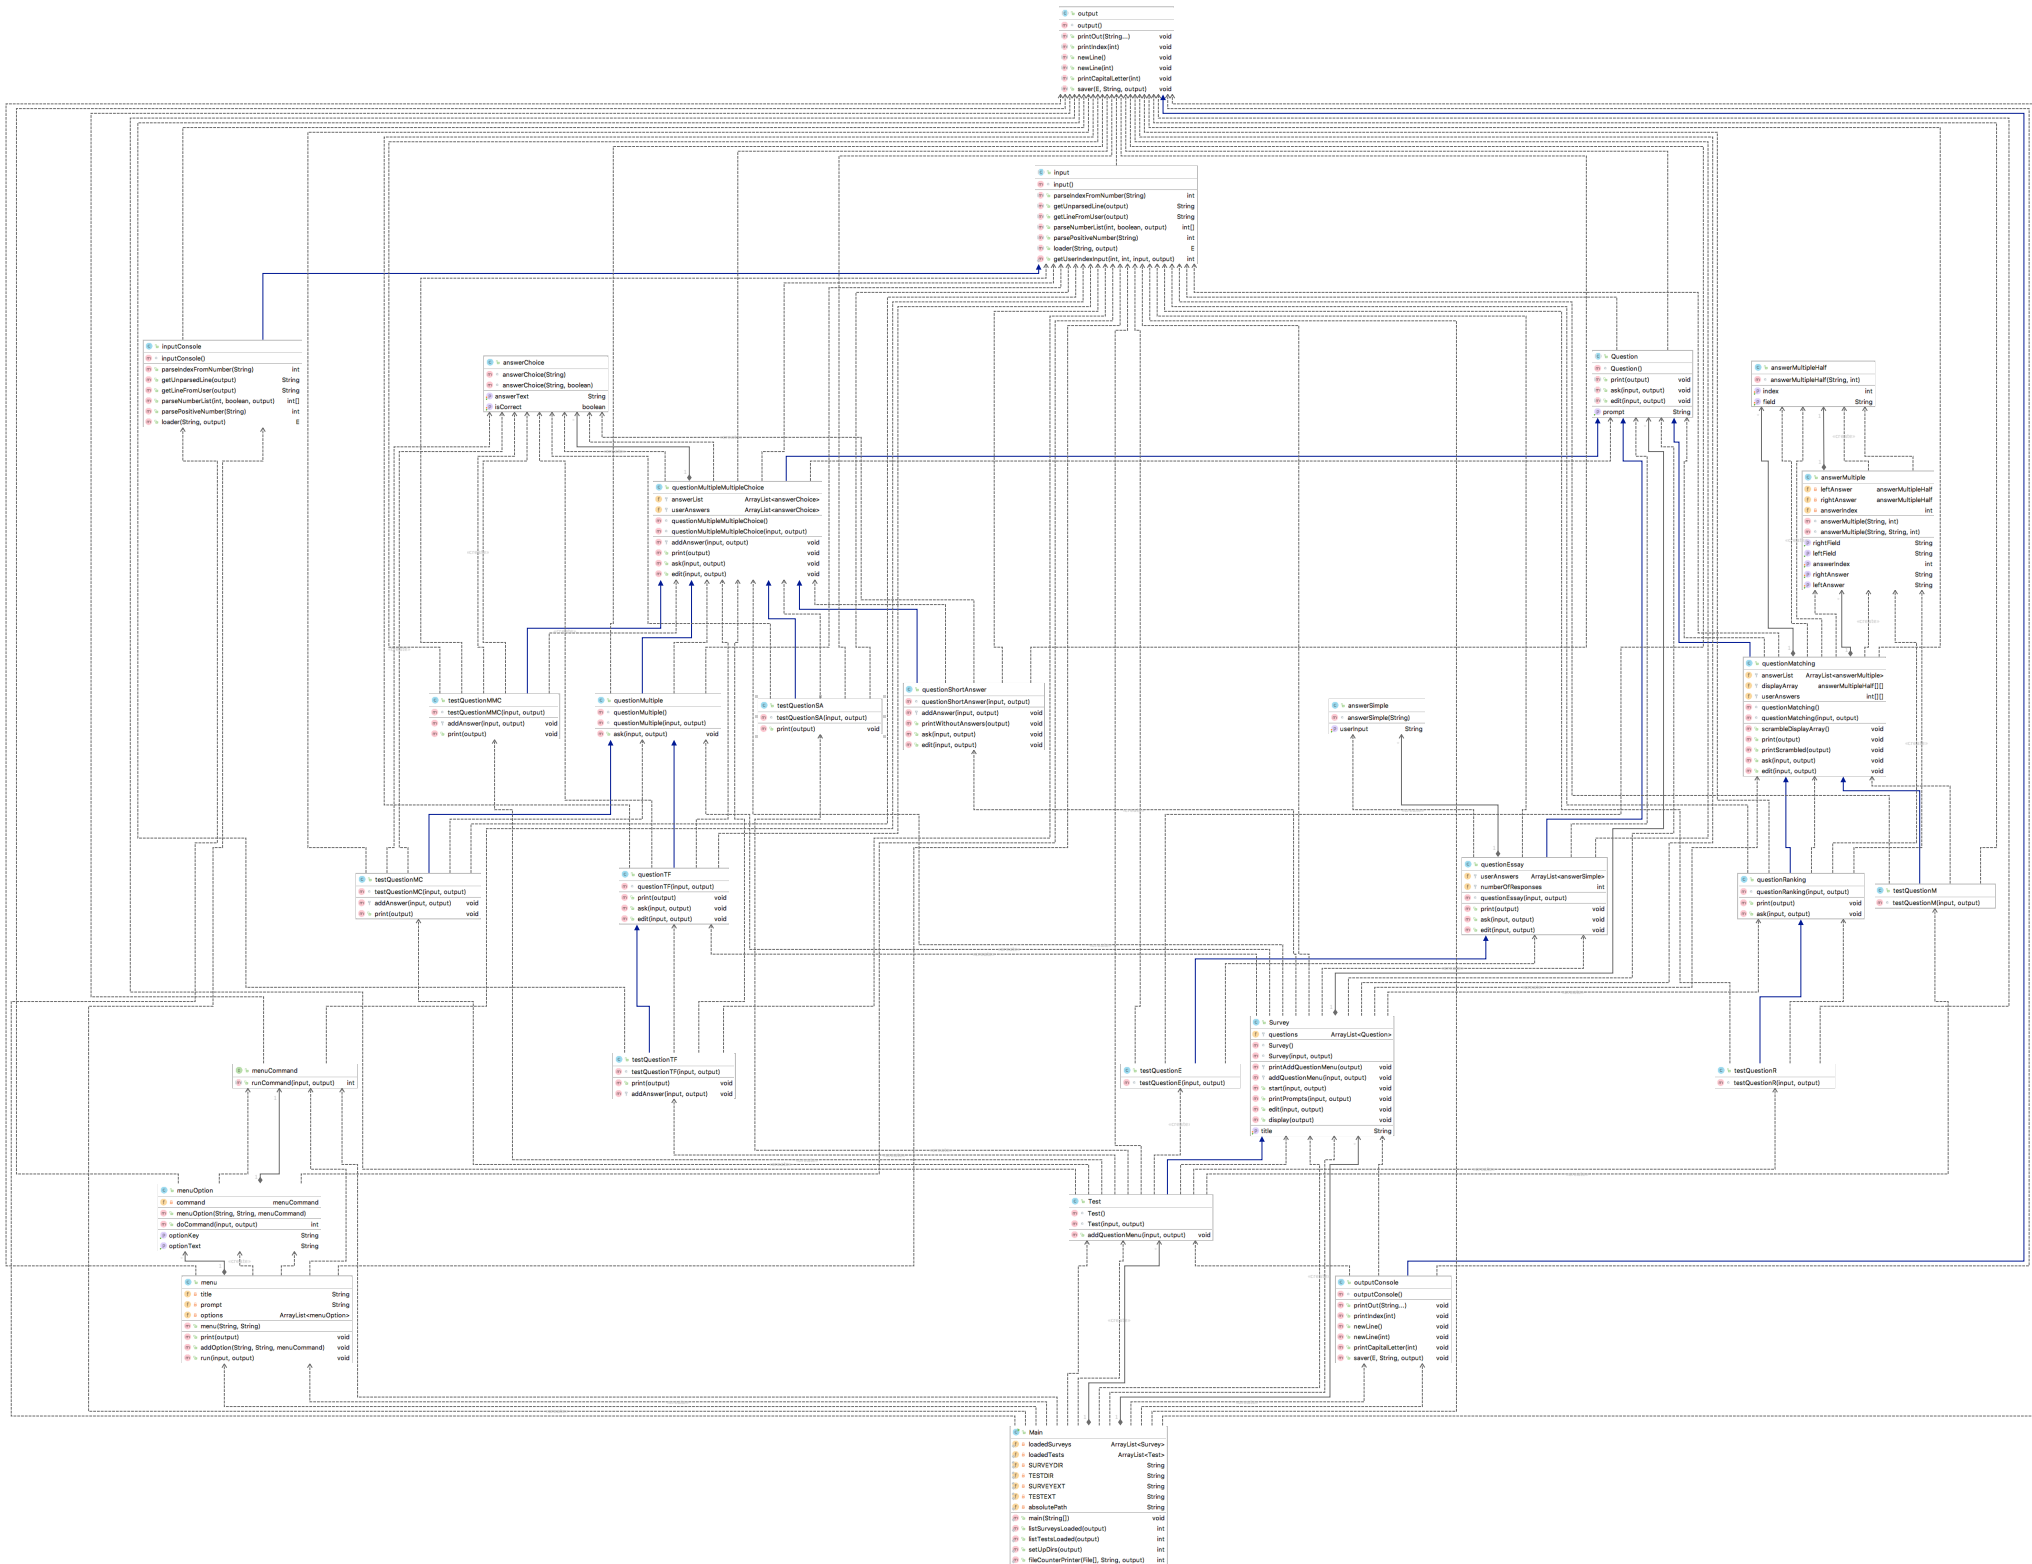 output
output()
printOut(String...) void
printIndex(int) void
newLine() void
newLine(int) void
printCapitalLetter(int) void
saver(E, String, output) void
input
input()
parseIndexFromNumber(String) int
getUnparsedLine(output) String
getLineFromUser(output) String
parseNumberList(int, boolean, output) int[]
parsePositiveNumber(String) int
loader(String, output) E
getUserIndexInput(int, int, input, output) int
inputConsole
inputConsole()
parseIndexFromNumber(String) int
getUnparsedLine(output) String
getLineFromUser(output) String
parseNumberList(int, boolean, output) int[]
parsePositiveNumber(String) int
loader(String, output) E
answerChoice
answerChoice(String)
answerChoice(String, boolean)
answerText String
isCorrect boolean
Question
Question()
print(output) void
ask(input, output) void
edit(input, output) void
prompt String
answerMultipleHalf
answerMultipleHalf(String, int)
index int
field String
answerMultiple
leftAnswer answerMultipleHalf
rightAnswer answerMultipleHalf
answerIndex int
answerMultiple(String, int)
answerMultiple(String, String, int)
rightField String
leftField String
answerIndex int
rightAnswer String
leftAnswer String
questionMultipleMultipleChoice
answerList ArrayList<answerChoice>
userAnswers ArrayList<answerChoice>
questionMultipleMultipleChoice()
questionMultipleMultipleChoice(input, output)
addAnswer(input, output) void
print(output) void
ask(input, output) void
edit(input, output) void
testQuestionMMC
testQuestionMMC(input, output)
addAnswer(input, output) void
print(output) void
questionMultiple
questionMultiple()
questionMultiple(input, output)
ask(input, output) void
testQuestionSA
testQuestionSA(input, output)
print(output) void
questionShortAnswer
questionShortAnswer(input, output)
addAnswer(input, output) void
printWithoutAnswers(output) void
ask(input, output) void
edit(input, output) void
answerSimple
answerSimple(String)
userInput String
questionMatching
answerList ArrayList<answerMultiple>
displayArray answerMultipleHalf[][]
userAnswers int[][]
questionMatching()
questionMatching(input, output)
scrambleDisplayArray() void
print(output) void
printScrambled(output) void
ask(input, output) void
edit(input, output) void
testQuestionMC
testQuestionMC(input, output)
addAnswer(input, output) void
print(output) void
questionTF
questionTF(input, output)
print(output) void
ask(input, output) void
edit(input, output) void
questionEssay
userAnswers ArrayList<answerSimple>
numberOfResponses int
questionEssay(input, output)
print(output) void
ask(input, output) void
edit(input, output) void
questionRanking
questionRanking(input, output)
print(output) void
ask(input, output) void
testQuestionM
testQuestionM(input, output)
menuCommand
runCommand(input, output) int
testQuestionTF
testQuestionTF(input, output)
print(output) void
addAnswer(input, output) void
testQuestionE
testQuestionE(input, output)
Survey
questions ArrayList<Question>
Survey()
Survey(input, output)
printAddQuestionMenu(output) void
addQuestionMenu(input, output) void
start(input, output) void
printPrompts(input, output) void
edit(input, output) void
display(output) void
title String
testQuestionR
testQuestionR(input, output)
menuOption
command menuCommand
menuOption(String, String, menuCommand)
doCommand(input, output) int
optionKey String
optionText String
Test
Test()
Test(input, output)
addQuestionMenu(input, output) void
menu
title String
prompt String
options ArrayList<menuOption>
menu(String, String)
print(output) void
addOption(String, String, menuCommand) void
run(input, output) void
outputConsole
outputConsole()
printOut(String...) void
printIndex(int) void
newLine() void
newLine(int) void
printCapitalLetter(int) void
saver(E, String, output) void
Main
loadedSurveys ArrayList<Survey>
loadedTests ArrayList<Test>
SURVEYDIR String
TESTDIR String
SURVEYEXT String
TESTEXT String
absolutePath String
main(String[]) void
listSurveysLoaded(output) int
listTestsLoaded(output) int
setUpDirs(output) int
fileCounterPrinter(File[], String, output) int